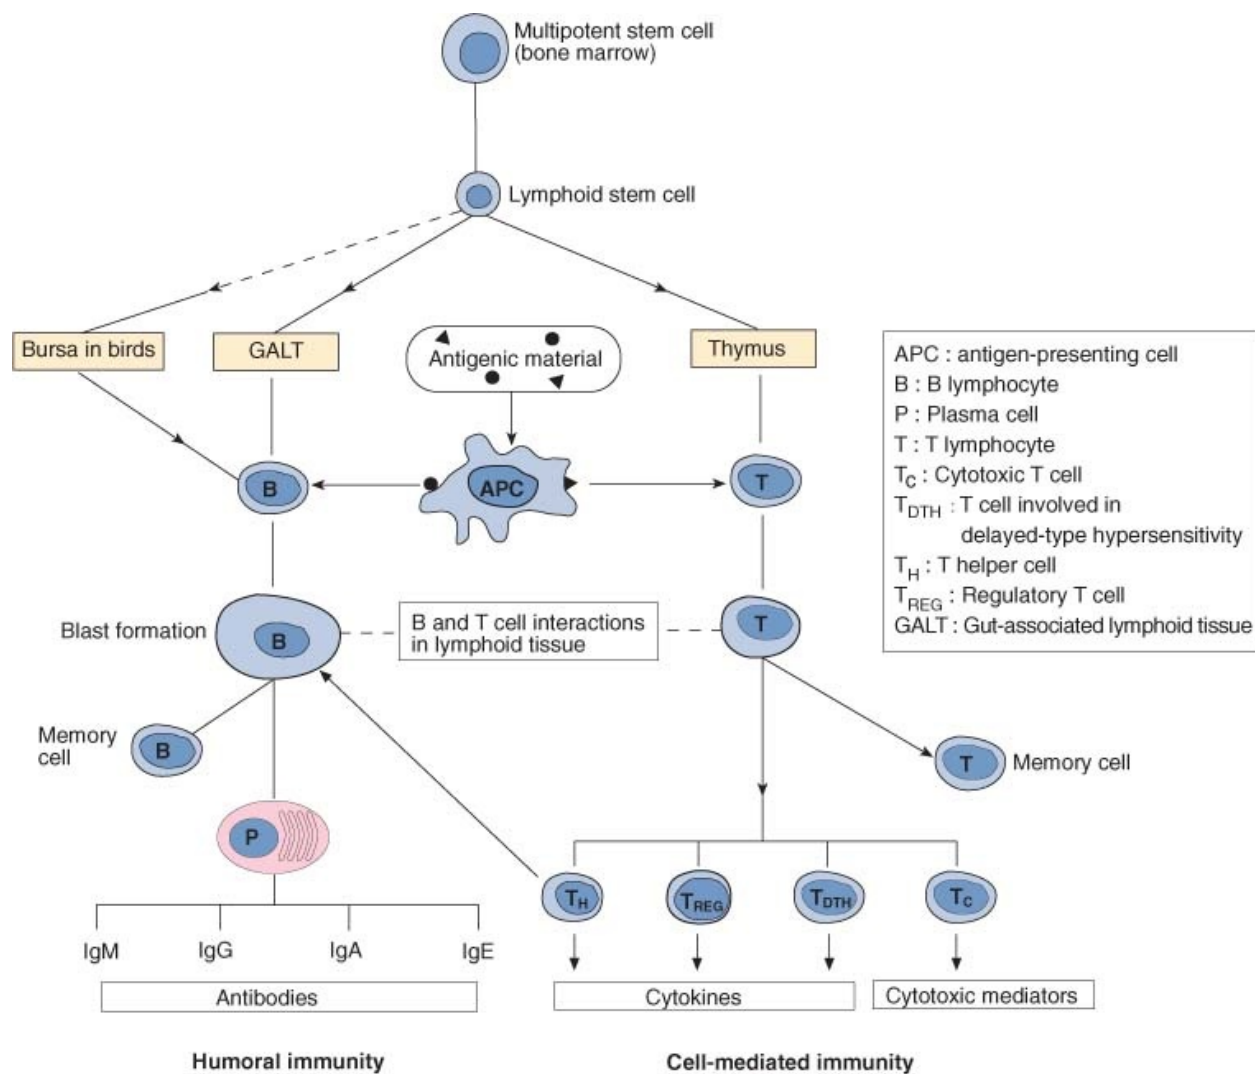 Multipotent stem cell
(bone marrow)
Lymphoid stem cell
Bursa in birds
GALT
Antigenic material
Thymus
APC : antigen-presenting cell
B : B lymphocyte
P : Plasma cell
T : T lymphocyte
TC : Cytotoxic T cell
TDTH : T cell involved in
delayed-type hypersensitivity
TH : T helper cell
TREG : Regulatory T cell
GALT : Gut-associated lymphoid tissue
B
APC
T
Blast formation
B
B and T cell interactions
in lymphoid tissue
T
Memory
cell
B
T
Memory cell
P
TH
TREG
TDTH
TC
IgM
IgG
IgA
IgE
Antibodies
Cytokines
Cytotoxic mediators
Humoral immunity
Cell-mediated immunity